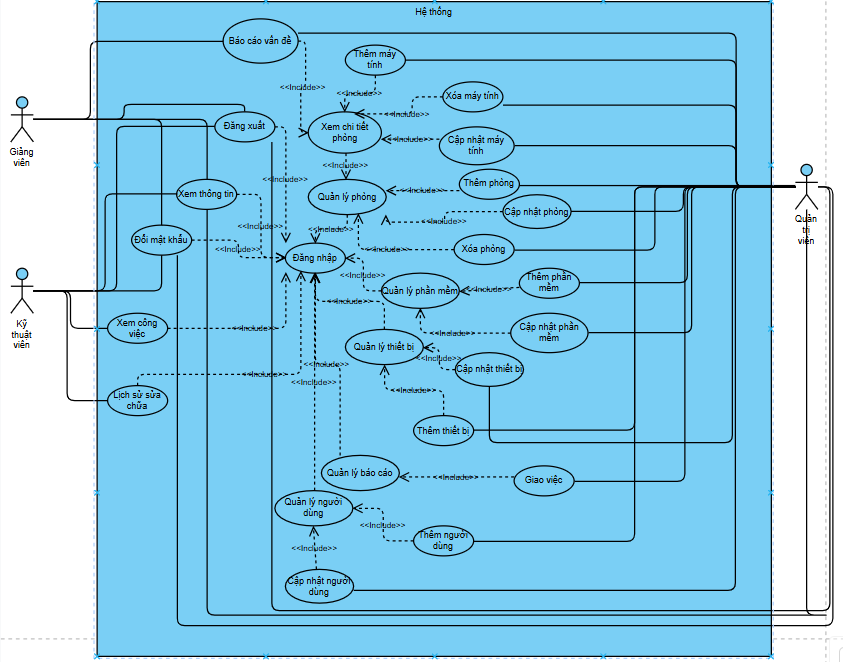 Hệ thống
Báo cáo vấn đề
Thêm máy
tính
<<Include>>
<<Include>>
Xóa máy tính
<<Include>>
Giảng
viên
Đăng xuất
Xem chi tiết
phòng
<<Include>>
Cập nhật máy
tính
<<Include>>
<<Include>>
Thêm phòng
<<Include>>
Xem thông tin
Quản lý phòng
Cập nhật phòng
<<Include>>
Quản
trị
viên
<<Include>>
<<Include>>
Đổi mật khẩu
<<Include>>
Xóa phòng
<<Include>>
Đăng nhập
<<Include>>
Thêm phần
mềm
Quản lý phần mềm
<<Include>>
<<Include>>
Kỹ
thuật
viên
Xem công
việc
<<Include>>
Cập nhật phần
mềm
<<Include>>
Quản lý thiết bị
<<Include>>
<<Include>>
Cập nhật thiết bị
<<Include>>
<<Include>>
<<Include>>
Lịch sử sửa
chữa
Thêm thiết bị
Quản lý báo cáo
<<Include>>
Giao việc
Quản lý người
dùng
<<Include>>
Thêm người
dùng
<<Include>>
Cập nhật người
dùng